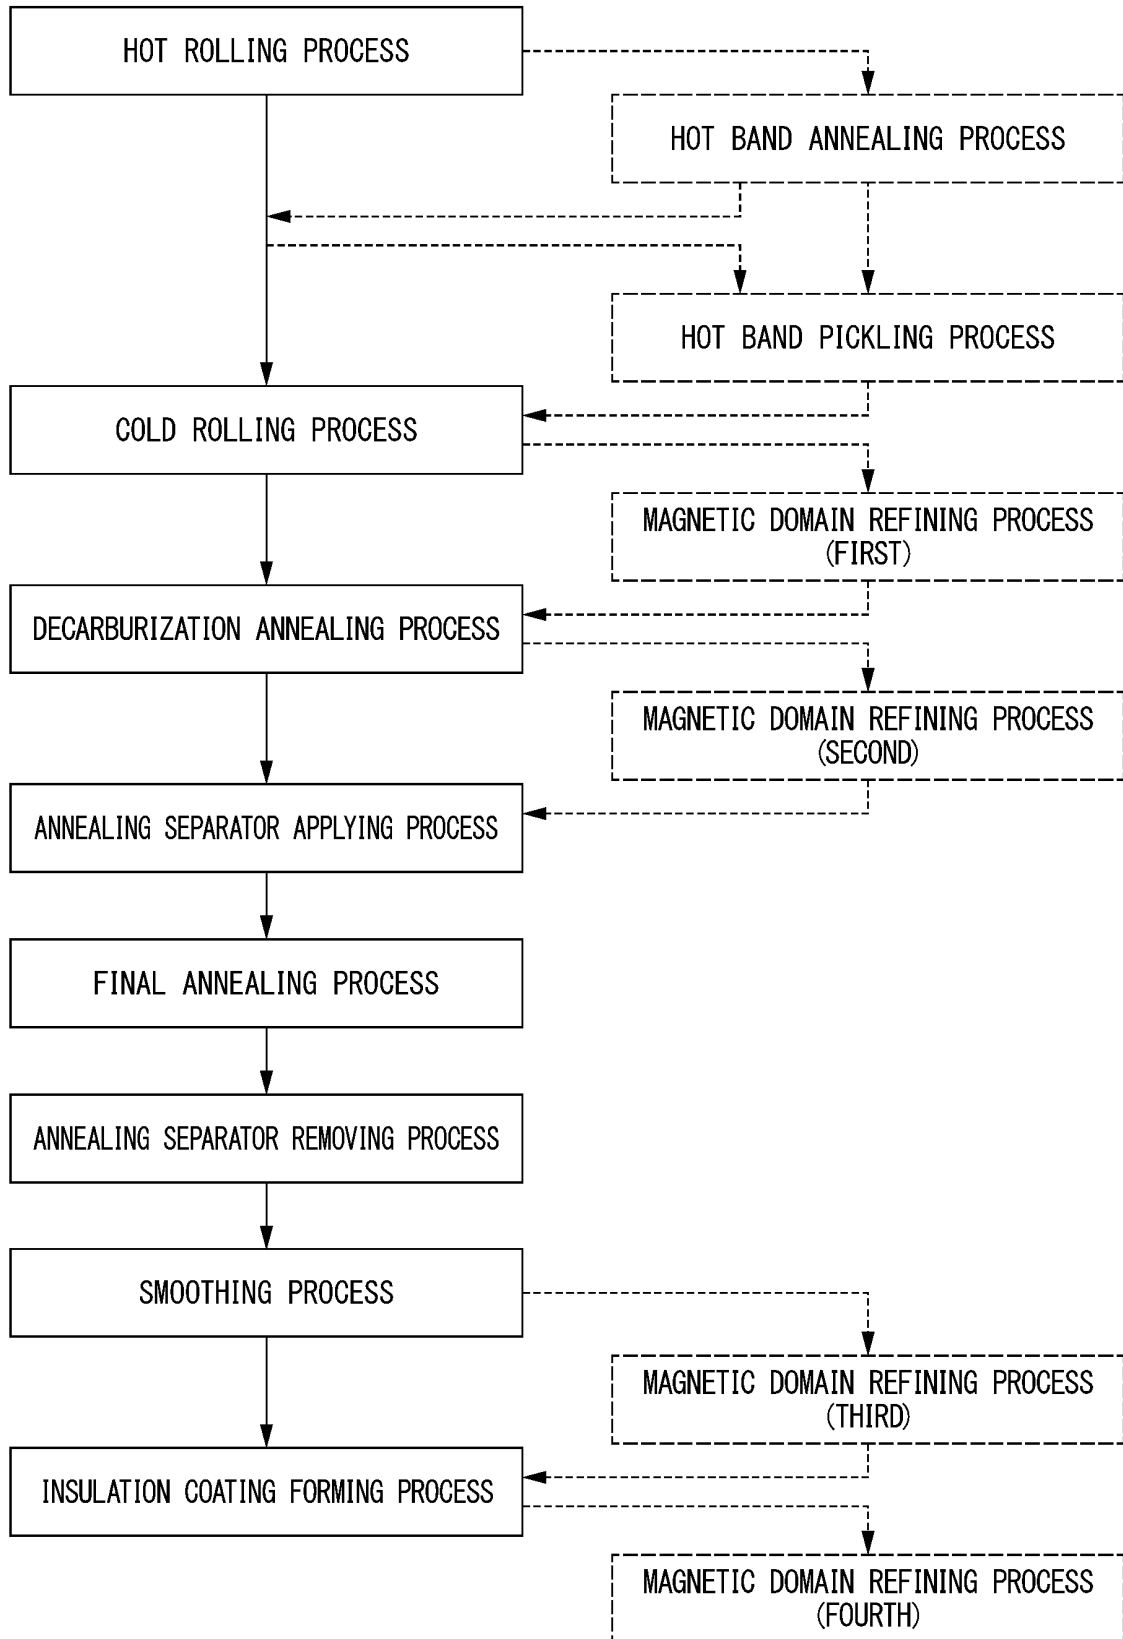 HOT ROLLING PROCESS
HOT BAND ANNEALING PROCESS
HOT BAND PICKLING PROCESS
COLD ROLLING PROCESS
MAGNETIC DOMAIN REFINING PROCESS
(FIRST)
DECARBURIZATION ANNEALING PROCESS
MAGNETIC DOMAIN REFINING PROCESS
(SECOND)
ANNEALING SEPARATOR APPLYING PROCESS
FINAL ANNEALING PROCESS
ANNEALING SEPARATOR REMOVING PROCESS
SMOOTHING PROCESS
MAGNETIC DOMAIN REFINING PROCESS
(THIRD)
INSULATION COATING FORMING PROCESS
MAGNETIC DOMAIN REFINING PROCESS
(FOURTH)